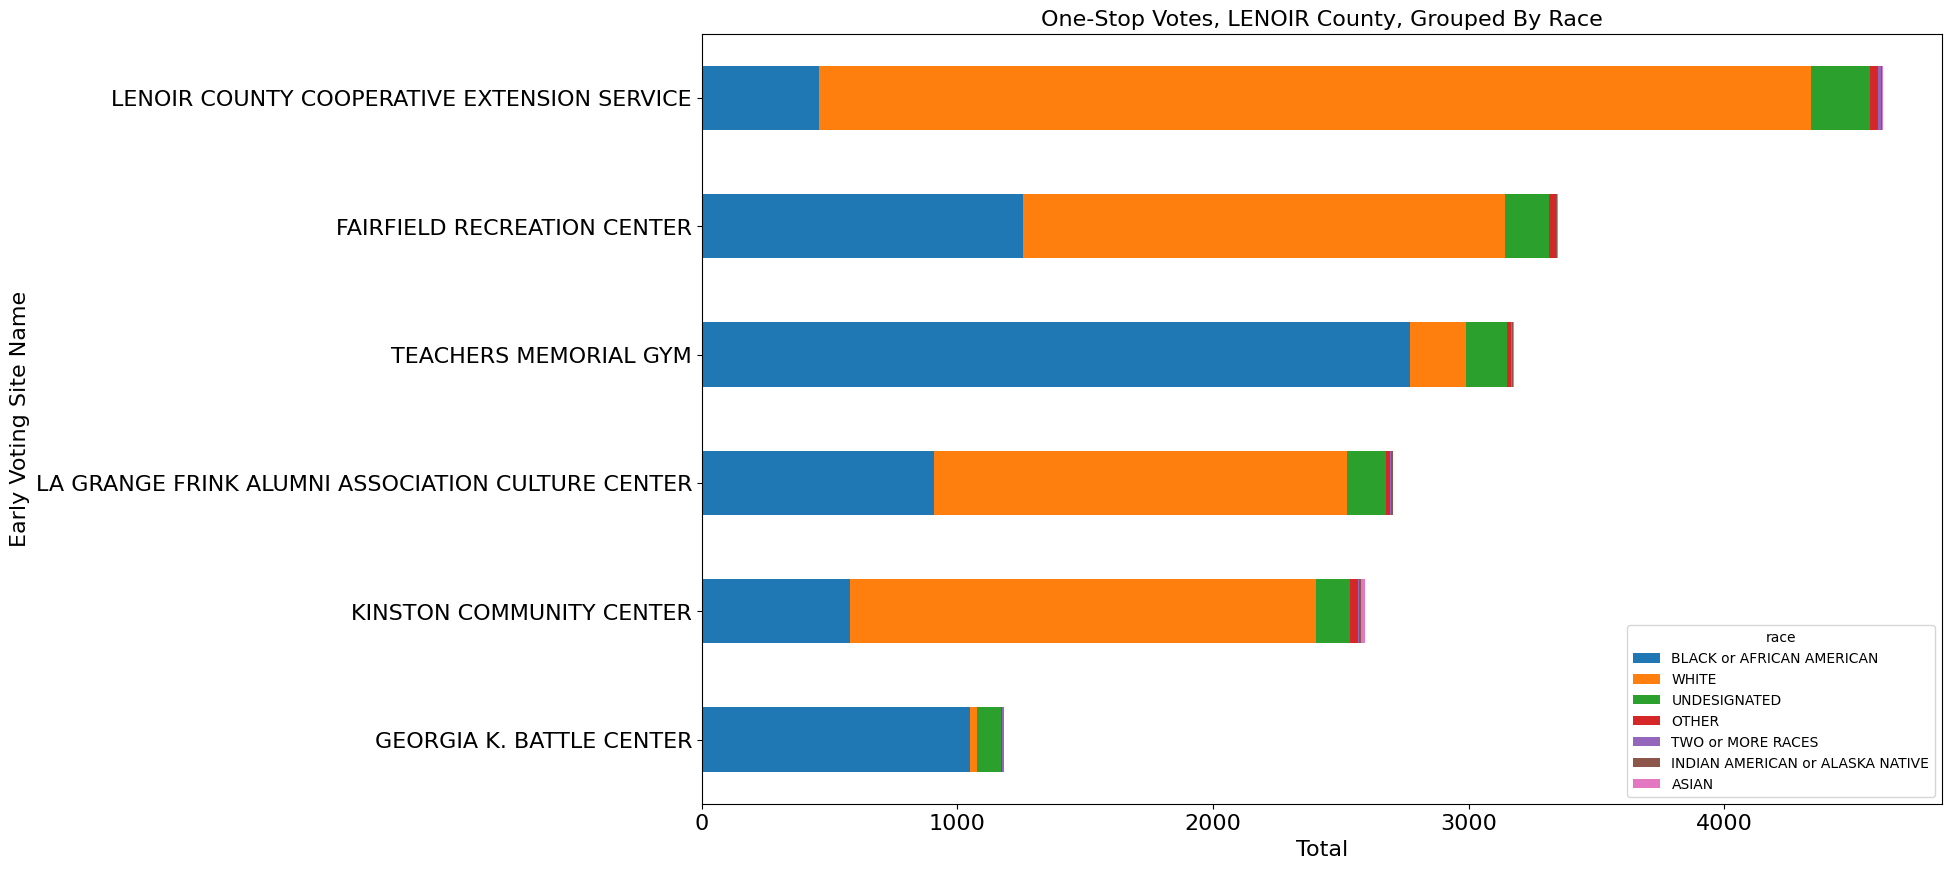 One-Stop Votes, LENOIR County, Grouped By Race
Early Voting Site Name
LENOIR COUNTY COOPERATIVE EXTENSION SERVICE
FAIRFIELD RECREATION CENTER
TEACHERS MEMORIAL GYM
LA GRANGE FRINK ALUMNI ASSOCIATION CULTURE CENTER
KINSTON COMMUNITY CENTER
GEORGIA K. BATTLE CENTER
race
BLACK or AFRICAN AMERICAN
WHITE
UNDESIGNATED
OTHER
TWO or MORE RACES
INDIAN AMERICAN or ALASKA NATIVE
ASIAN
0 1000 2000 3000 4000
Total